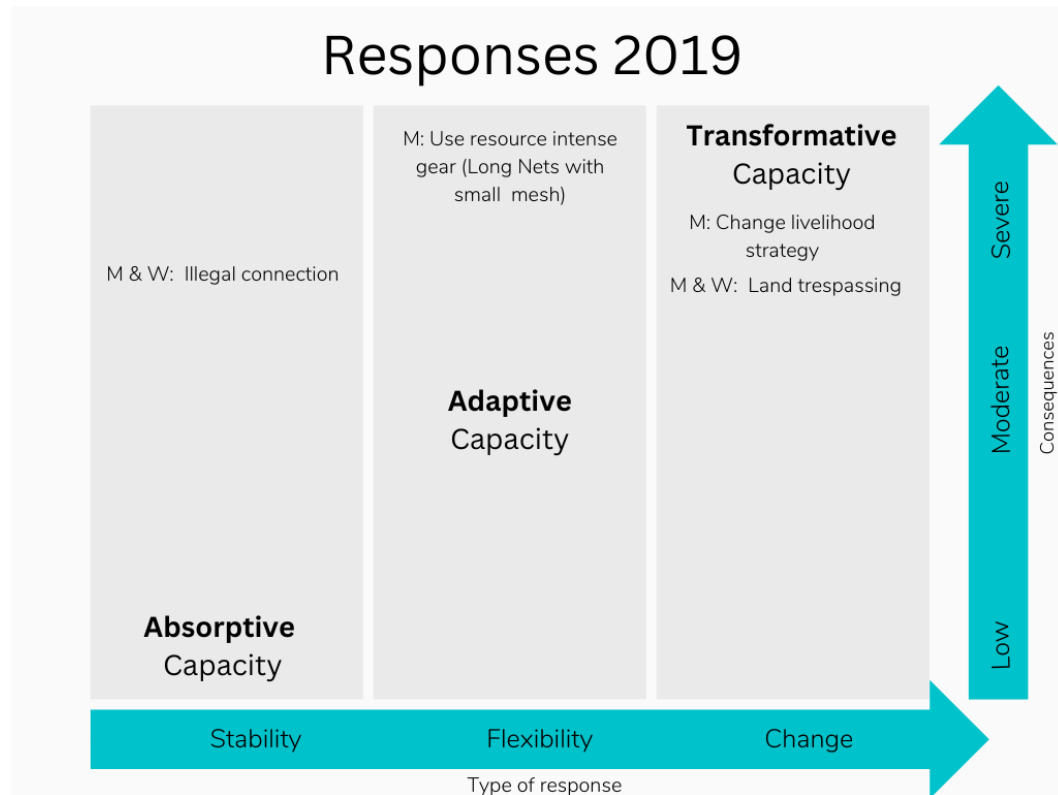 Responses 2019
M & W: Illegal connection
Absorptive
Capacity
M: Use resource intense
gear (Long Nets with
small mesh)
Adaptive
Capacity
Transformative
Capacity
M: Change livelihood
strategy
M & W: Land trespassing
Severe
Moderate
Low
Consequences
Stability
Flexibility
Change
Type of response